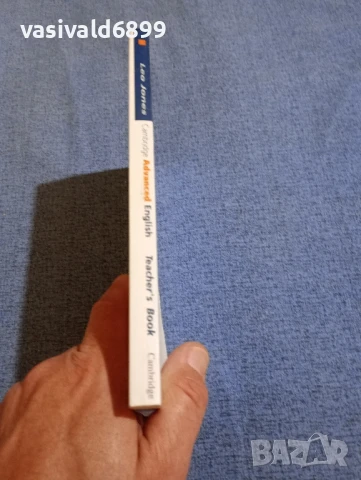 vasivald6899
Leo Jones
Cambridge Advanced English
Teacher's Book
Cambridge
BAZAR